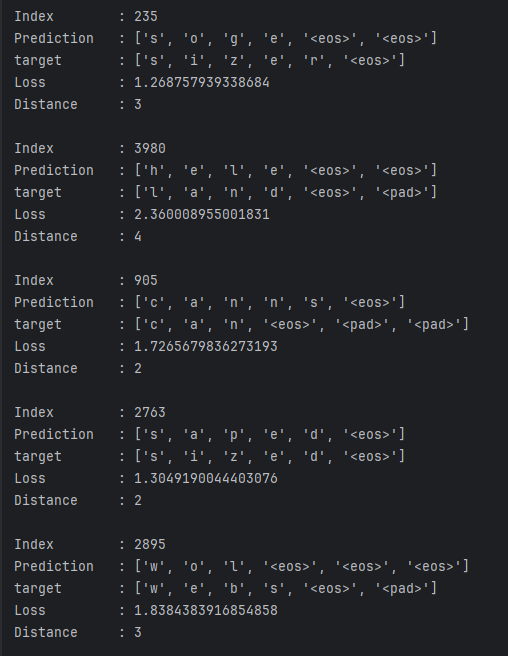 Index        : 235
Prediction   : ['s', 'o', 'g', 'e', '<eos>', '<eos>']
target       : ['s', 'i', 'z', 'e', 'r', '<eos>']
Loss         : 1.268757939338684
Distance     : 3
Index        : 3980
Prediction   : ['h', 'e', 'l', 'e', '<eos>', '<eos>']
target       : ['l', 'a', 'n', 'd', '<eos>', '<pad>']
Loss         : 2.360008955001831
Distance     : 4
Index        : 905
Prediction   : ['c', 'a', 'n', 'n', 's', '<eos>']
target       : ['c', 'a', 'n', '<eos>', '<pad>', '<pad>']
Loss         : 1.7265679836273193
Distance     : 2
Index        : 2763
Prediction   : ['s', 'a', 'p', 'e', 'd', '<eos>']
target       : ['s', 'i', 'z', 'e', 'd', '<eos>']
Loss         : 1.3049190044403076
Distance     : 2
Index        : 2895
Prediction   : ['w', 'o', 'l', '<eos>', '<eos>', '<eos>']
target       : ['w', 'e', 'b', 's', '<eos>', '<pad>']
Loss         : 1.8384383916854858
Distance     : 3